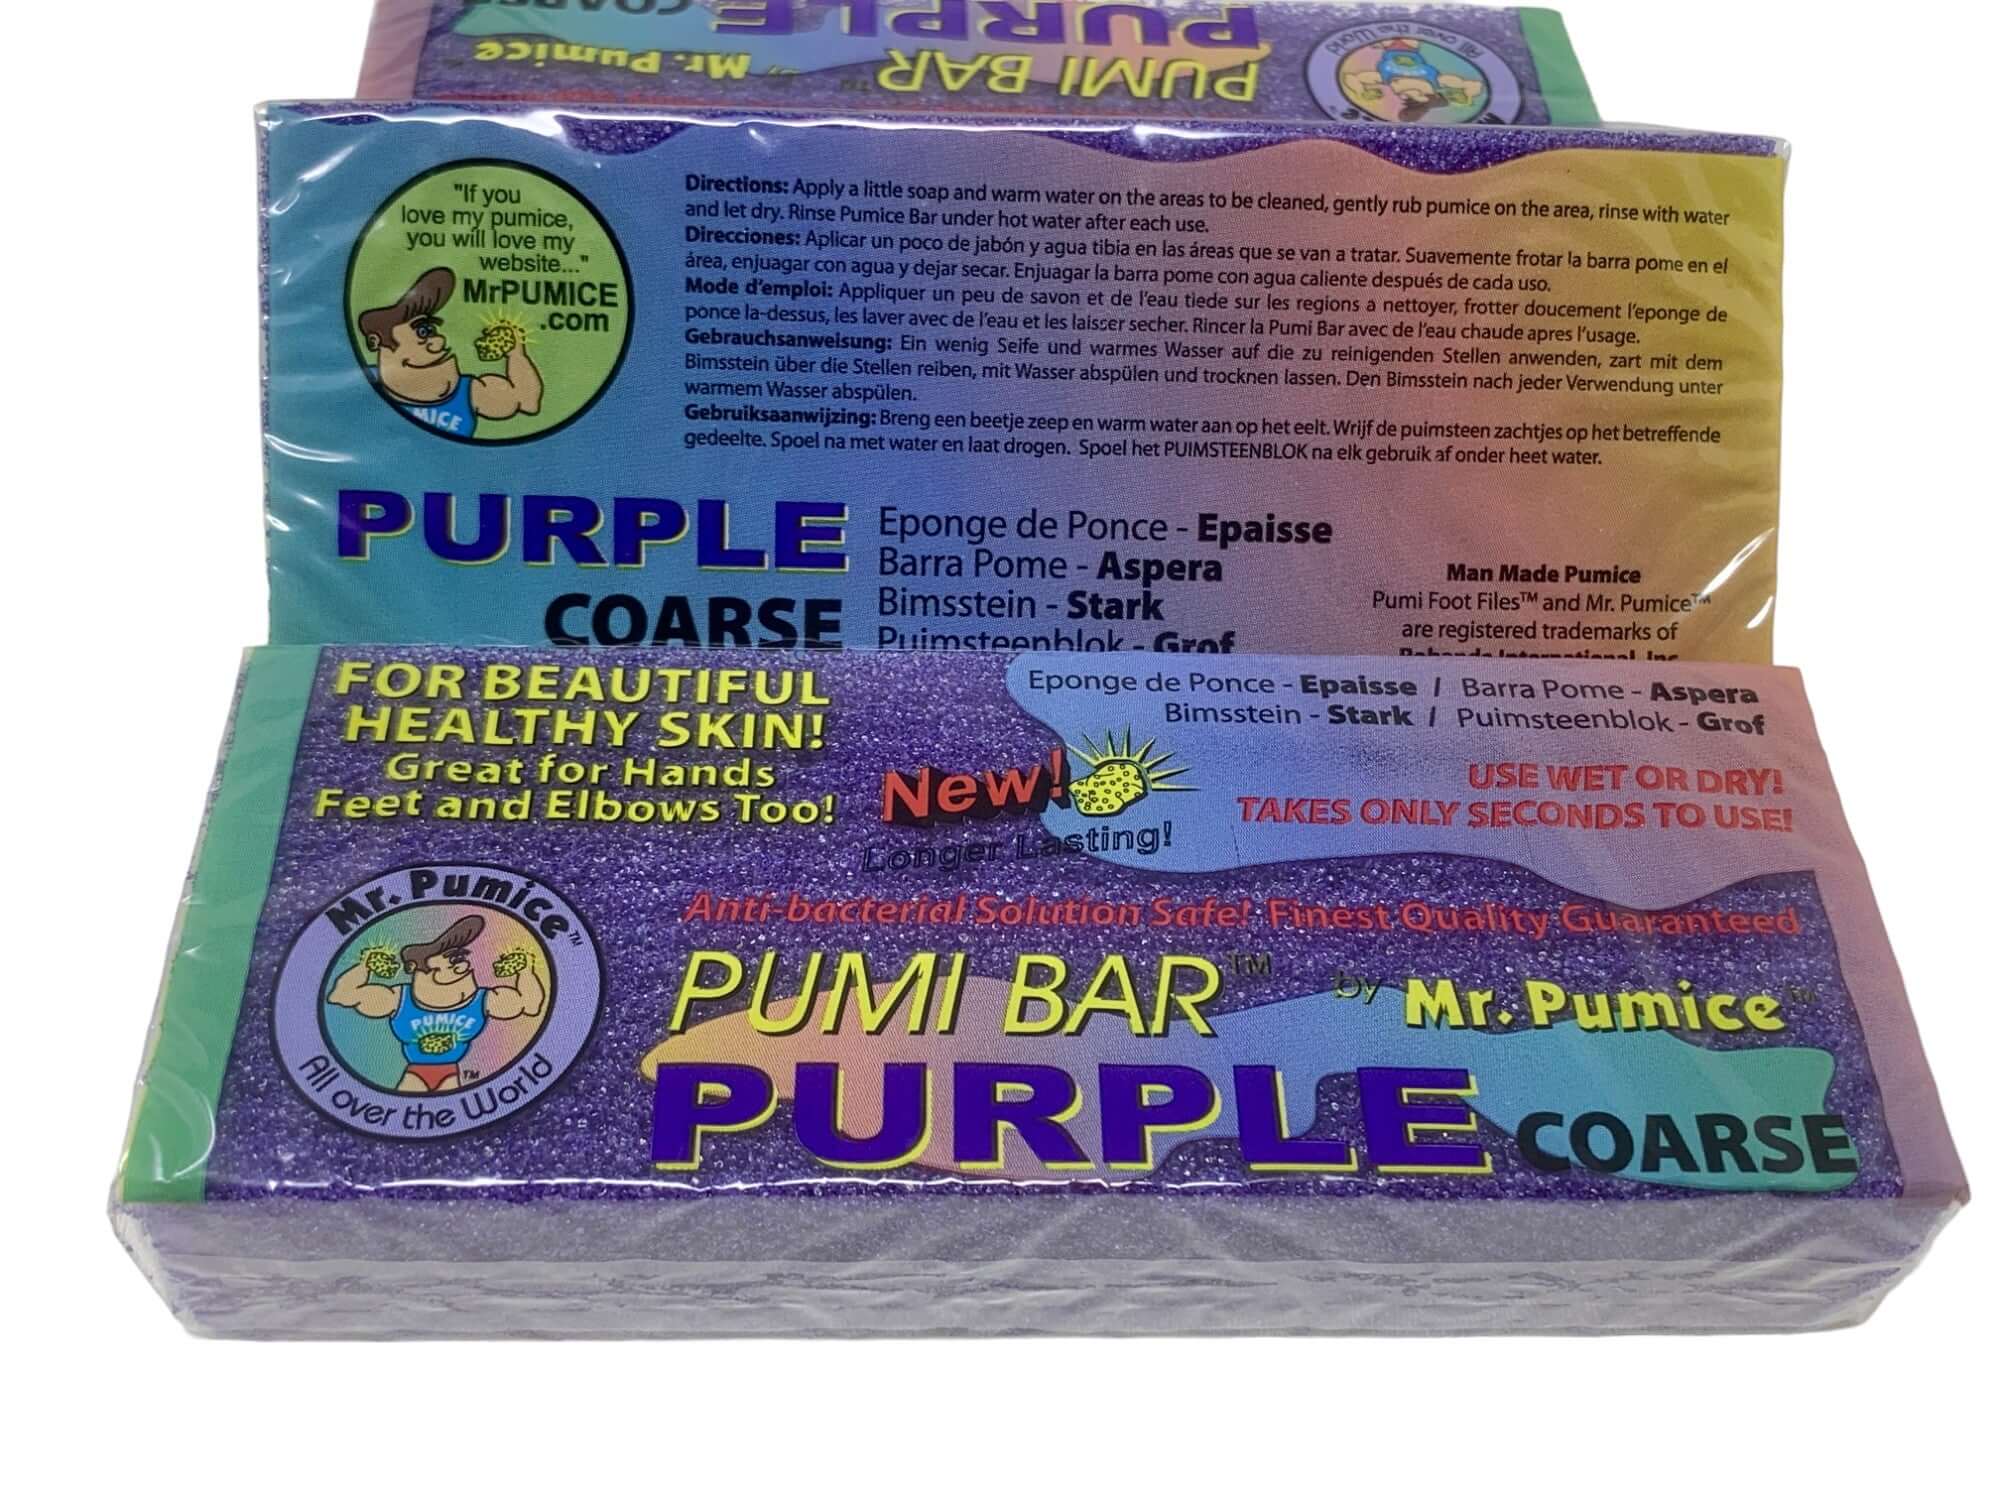 COARSE
PURPLE
PUMI BAR™ by Mr. Pumice
All over the World
"If you
love my pumice,
you will love my
website..."
MrPUMICE
.com
MICE
Directions: Apply a little soap and warm water on the areas to be cleaned, gently rub pumice on the area, rinse with water
and let dry. Rinse Pumice Bar under hot water after each use.
Direcciones: Aplicar un poco de jabón y agua tibia en las áreas que se van a tratar. Suavemente frotar la barra pome en el
área, enjuagar con agua y dejar secar. Enjuagar la barra pome con agua caliente después de cada uso.
Mode d'emploi: Appliquer un peu de savon et de l'eau tiede sur les regions a nettoyer, frotter doucement l'eponge de
ponce la-dessus, les laver avec de l'eau et les laisser secher. Rincer la Pumi Bar avec de l'eau chaude apres l'usage.
Gebrauchsanweisung: Ein wenig Seife und warmes Wasser auf die zu reinigenden Stellen anwenden, zart mit dem
Bimsstein über die Stellen reiben, mit Wasser abspülen und trocknen lassen. Den Bimsstein nach jeder Verwendung unter
warmem Wasser abspülen.
Gebruiksaanwijzing: Breng een beetje zeep en warm water aan op het eelt. Wrijf de puimsteen zachtjes op het betreffende
gedeelte. Spoel na met water en laat drogen. Spoel het PUIMSTEENBLOK na elk gebruik af onder heet water.
PURPLE
COARSE
Eponge de Ponce - Epaisse
Barra Pome - Aspera
Bimsstein - Stark
Puimsteenblok - Grof
Man Made Pumice
Pumi Foot Files™ and Mr. Pumice™
are registered trademarks of
International, Inc
FOR BEAUTIFUL
HEALTHY SKIN!
Great for Hands
Feet and Elbows Too!
New!
Longer Lasting!
Eponge de Ponce - Epaisse / Barra Pome - Aspera
Bimsstein - Stark / Puimsteenblok - Grof
USE WET OR DRY!
TAKES ONLY SECONDS TO USE!
Anti-bacterial Solution Safe! Finest Quality Guaranteed
Mr. Pumice™
PUMICE
TM
All over the World
PUMI BAR™ by Mr. Pumice™
PURPLE COARSE